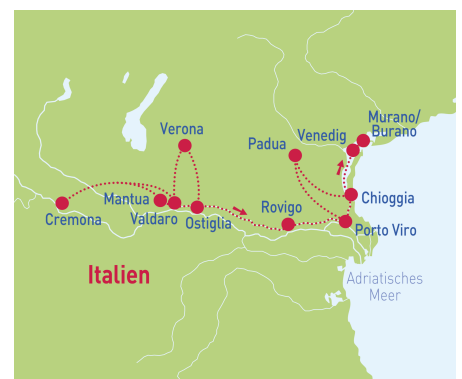 Murano/
Burano
Verona
Padua
Venedig
Mantua
Chioggia
Cremona
Valdaro
Ostiglia
Rovigo
Porto Viro
Italien
Adriatisches
Meer